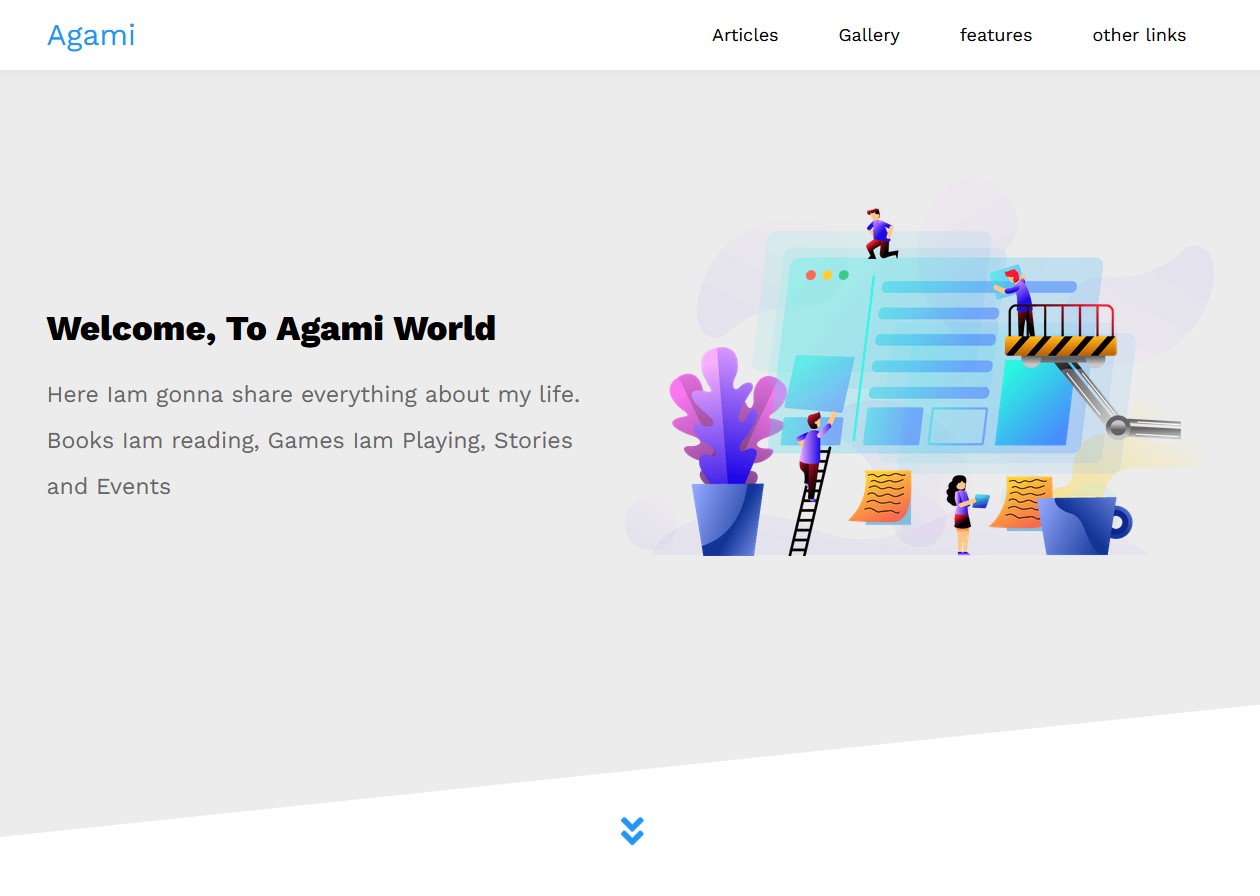 Agami
Articles Gallery features other links
Welcome, To Agami World
Here Iam gonna share everything about my life.
Books Iam reading, Games Iam Playing, Stories
and Events